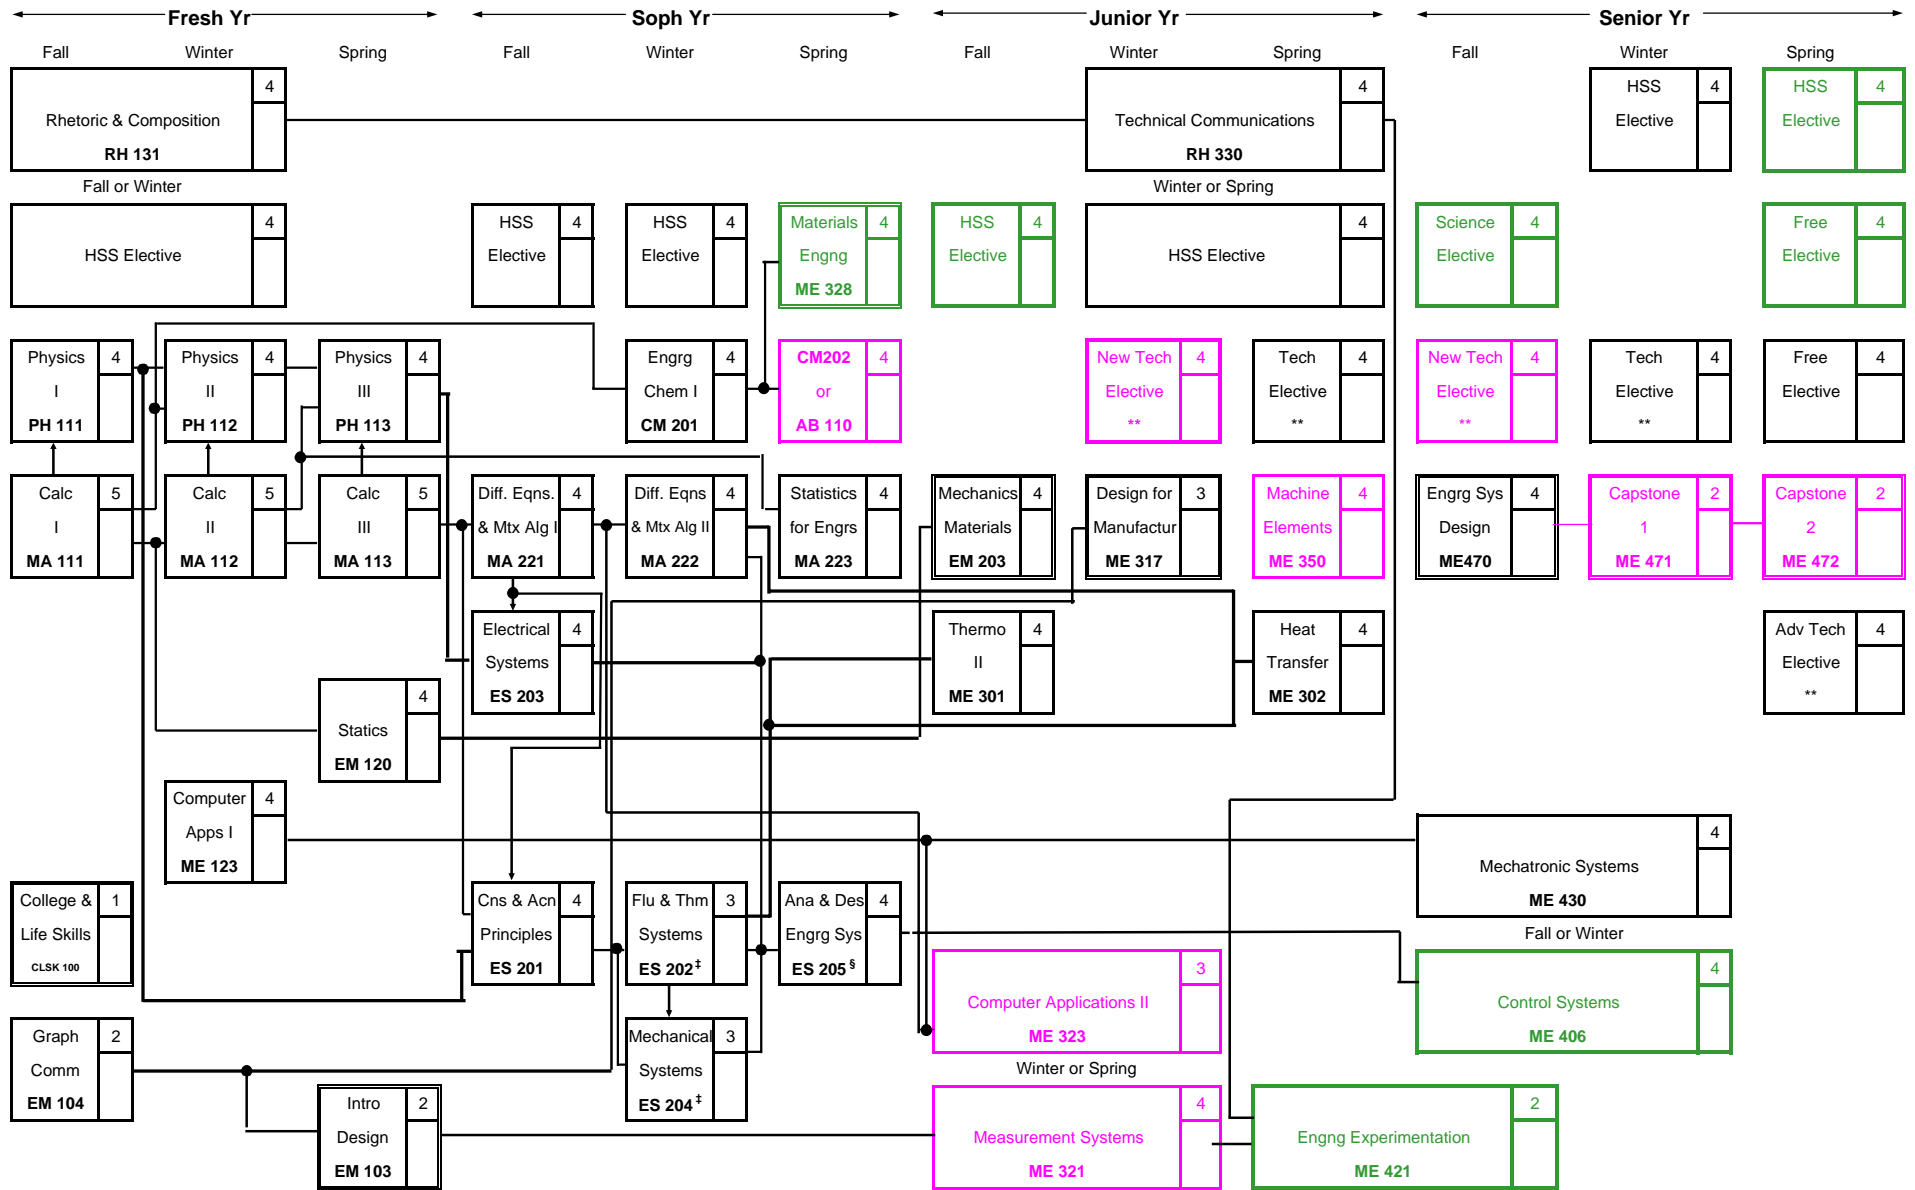 Fresh Yr Soph Yr Junior Yr Senior Yr
Fall Winter Spring Fall Winter Spring Fall Winter Spring Fall Winter Spring
4
Rhetoric & Composition
RH 131
4
Technical Communications
RH 330
HSS 4
Elective
HSS 4
Elective
Fall or Winter
Winter or Spring
4
HSS Elective
HSS 4
Elective
HSS 4
Elective
Materials 4
Engng
ME 328
HSS 4
Elective
4
HSS Elective
Science 4
Elective
Free 4
Elective
Physics 4
I
PH 111
Physics 4
II
PH 112
Physics 4
III
PH 113
Engrg 4
Chem I
CM 201
CM202 4
or
AB 110
New Tech 4
Elective
**
Tech 4
Elective
**
New Tech 4
Elective
**
Tech 4
Elective
**
Free 4
Elective
Calc 5
I
MA 111
Calc 5
II
MA 112
Calc 5
III
MA 113
Diff. Eqns. 4
& Mtx Alg I
MA 221
Diff. Eqns 4
& Mtx Alg II
MA 222
Statistics 4
for Engrs
MA 223
Mechanics 4
Materials
EM 203
Design for 3
Manufactur
ME 317
Machine 4
Elements
ME 350
Engrg Sys 4
Design
ME470
Capstone 2
1
ME 471
Capstone 2
2
ME 472
Electrical 4
Systems
ES 203
Thermo 4
II
ME 301
Heat 4
Transfer
ME 302
Adv Tech 4
Elective
**
4
Statics
EM 120
Computer 4
Apps I
ME 123
4
Mechatronic Systems
ME 430
College & 1
Life Skills
CLSK 100
Cns & Acn 4
Principles
ES 201
Flu & Thm 3
Systems
ES 202‡
Ana & Des 4
Engrg Sys
ES 205§
Fall or Winter
3
Computer Applications II
ME 323
4
Control Systems
ME 406
Graph 2
Comm
EM 104
Mechanical 3
Systems
ES 204‡
Winter or Spring
Intro 2
Design
EM 103
4
Measurement Systems
ME 321
2
Engng Experimentation
ME 421